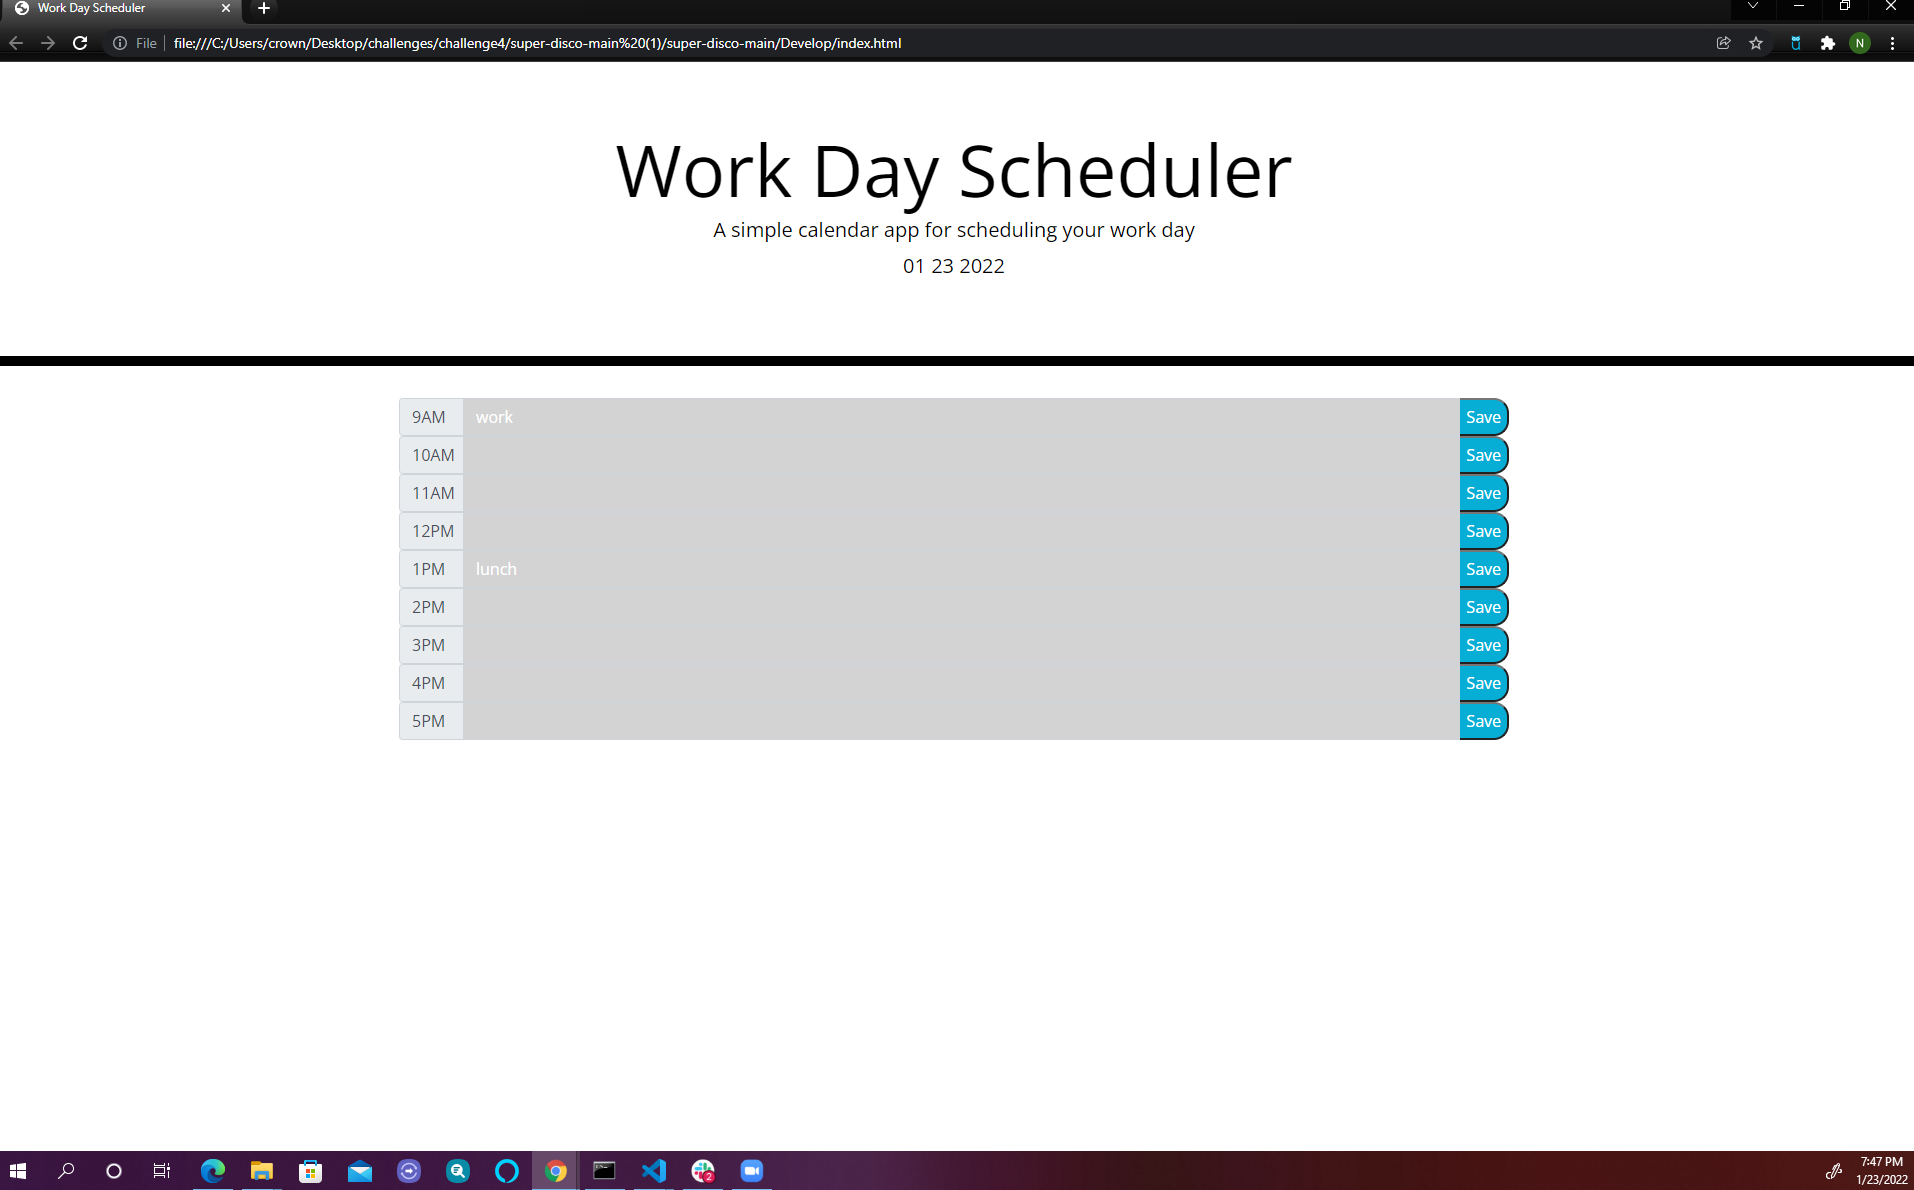 Work Day Scheduler
File file:///C:/Users/crown/Desktop/challenges/challenge4/super-disco-main%20(1)/super-disco-main/Develop/index.html
N
Work Day Scheduler
A simple calendar app for scheduling your work day
01 23 2022
9AM work Save
10AM Save
11AM Save
12PM Save
1PM lunch Save
2PM Save
3PM Save
4PM Save
5PM Save
2
7:47 PM
1/23/2022